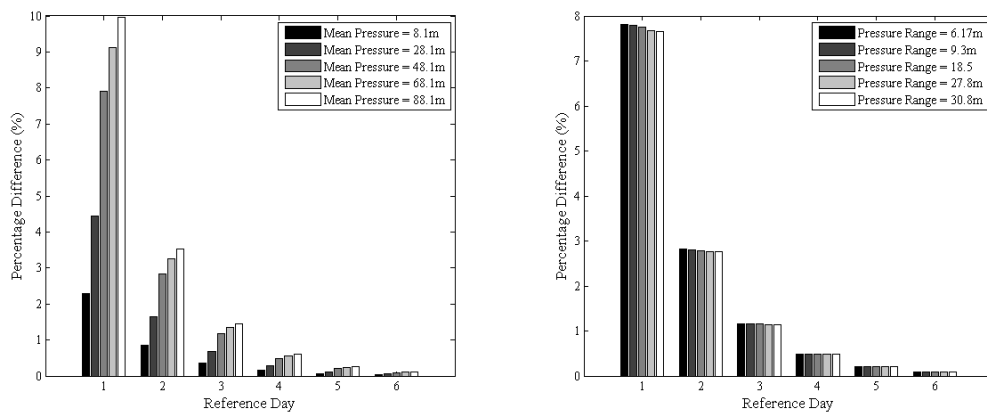 10
9
8
7
6
5
4
3
2
1
0
Percentage Difference (%)
Mean Pressure = 8.1m
Mean Pressure = 28.1m
Mean Pressure = 48.1m
Mean Pressure = 68.1m
Mean Pressure = 88.1m
1 2 3 4 5 6
Reference Day
8
7
6
5
4
3
2
1
0
Percentage Difference (%)
Pressure Range = 6.17m
Pressure Range = 9.3m
Pressure Range = 18.5
Pressure Range = 27.8m
Pressure Range = 30.8m
1 2 3 4 5 6
Reference Day